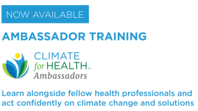 NOW AVAILABLE
AMBASSADOR TRAINING
CLIMATE
for HEALTH
Ambassadors
Learn alongside fellow health professionals and
act confidently on climate change and solutions